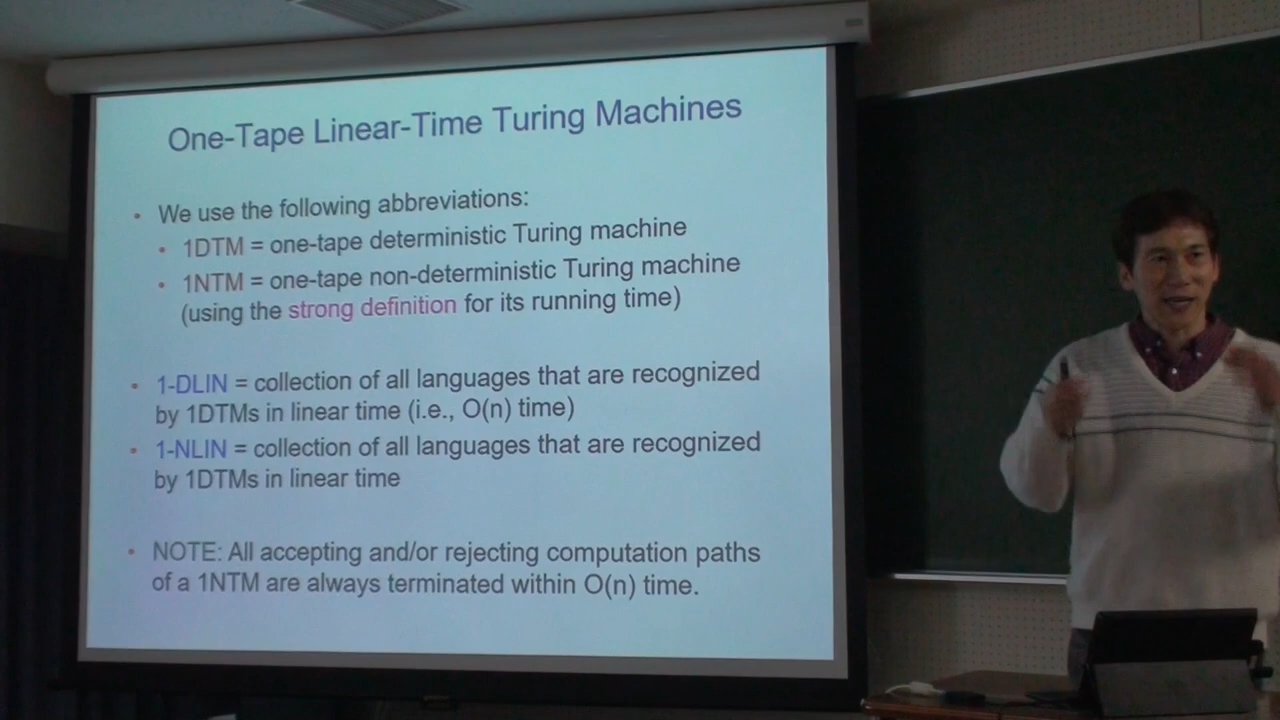 One-Tape Linear-Time Turing Machines
• We use the following abbreviations:
• 1DTM = one-tape deterministic Turing machine
• 1NTM = one-tape non-deterministic Turing machine
(using the strong definition for its running time)
• 1-DLIN = collection of all languages that are recognized
by 1DTMs in linear time (i.e., O(n) time)
• 1-NLIN = collection of all languages that are recognized
by 1DTMs in linear time
• NOTE: All accepting and/or rejecting computation paths
of a 1NTM are always terminated within O(n) time.